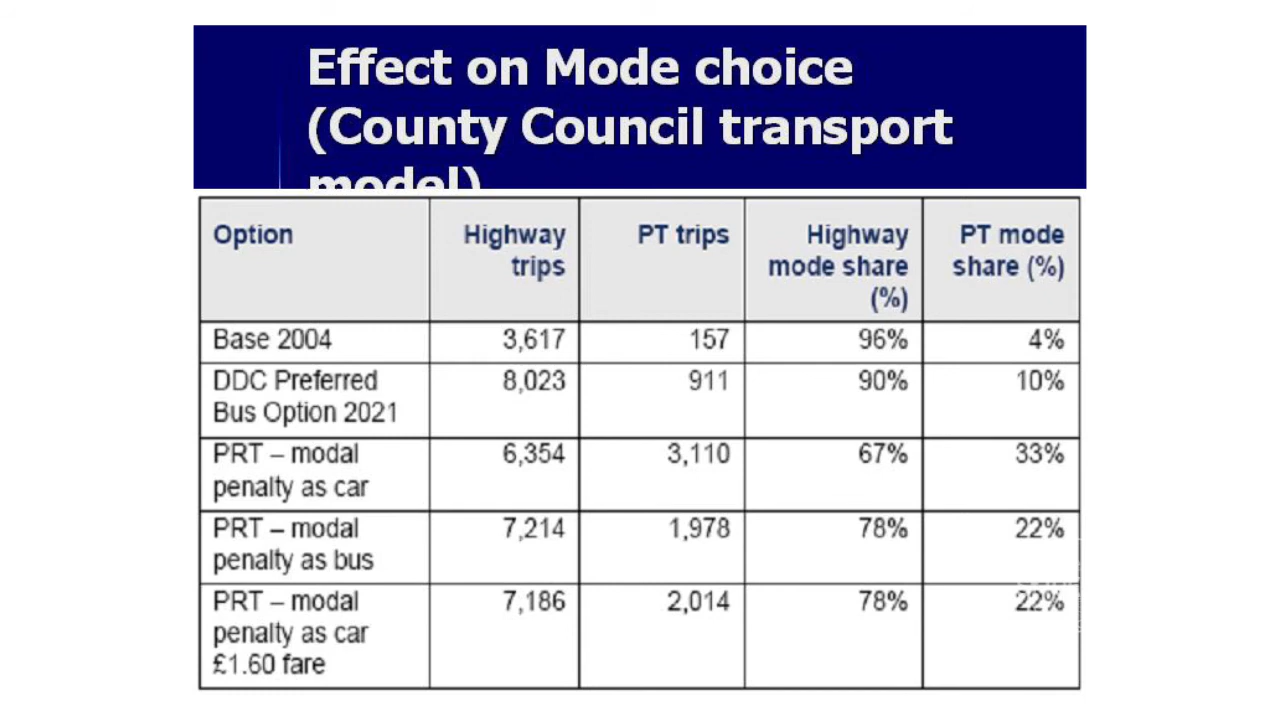 Effect on Mode choice
(County Council transport
model)
Option
Highway
trips
PT trips
Highway
mode share
(%)
PT mode
share (%)
Base 2004
3,617
157
96%
4%
DDC Preferred
Bus Option 2021
8,023
911
90%
10%
PRT – modal
penalty as car
6,354
3,110
67%
33%
PRT – modal
penalty as bus
7,214
1,978
78%
22%
PRT – modal
penalty as car
£1.60 fare
7,186
2,014
78%
22%